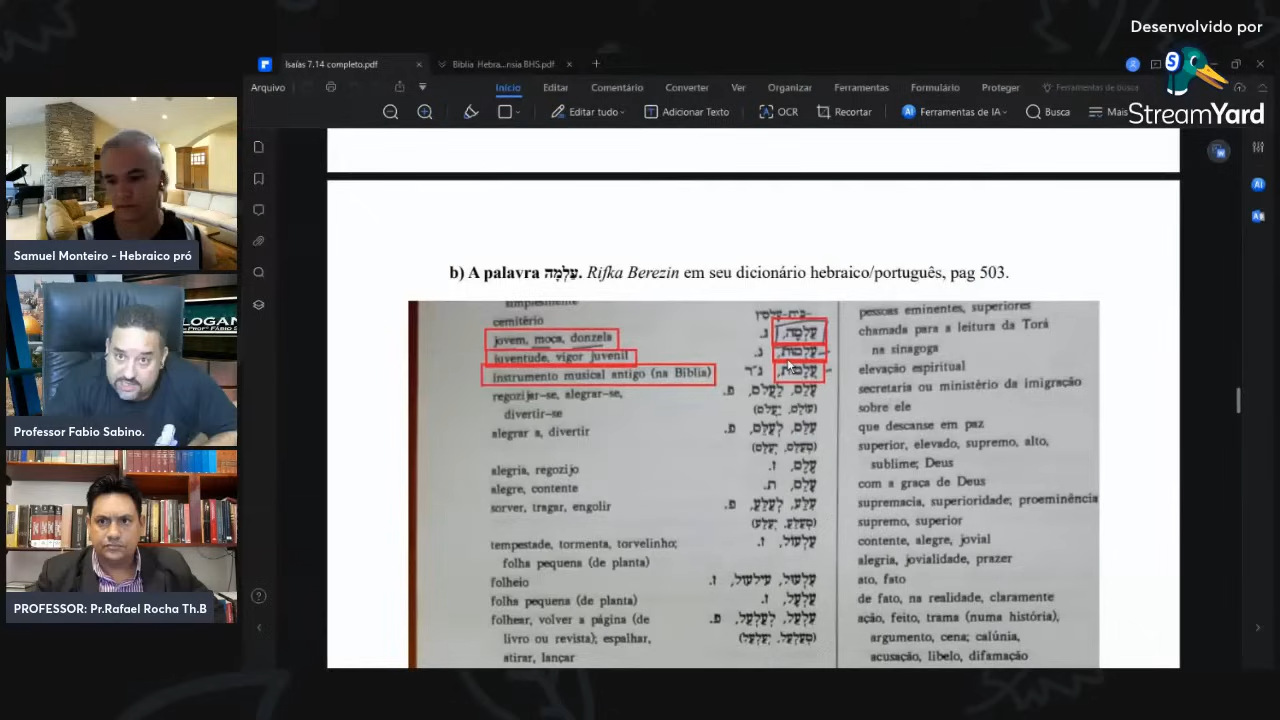 Desenvolvido por
StreamYard
Isaías 7.14 completo.pdf
Biblia Hebra...nsia BHS.pdf
Arquivo
Início
Editar
Comentário
Converter
Ver
Organizar
Ferramentas
Formulário
Proteger
Ferramentas de Busca
Editar tudo
Adicionar Texto
OCR
Recortar
Ferramentas de IA
Busca
Mais
Samuel Monteiro - Hebraico pró
Professor Fabio Sabino.
PROFESSOR: Pr.Rafael Rocha Th.B
b) A palavra עַלְמָה. Rifka Berezin em seu dicionário hebraico/português, pag 503.
simplesmente
cemitério
jovem, moça, donzela עַלְמָה, נ.
juventude, vigor juvenil
instrumento musical antigo (na Bíblia)
regozijar-se, alegrar-se,
divertir-se
alegrar a, divertir
alegria, regozijo
alegre, contente
sorver, tragar, engolir
tempestade, tormenta, torvelinho;
folha pequena (de planta)
folheio
folha pequena (de planta)
folhear, volver a página (de
livro ou revista); espalhar,
atirar, lançar
pessoas eminentes, superiores
chamada para a leitura da Torá
na sinagoga
elevação espiritual
secretaria ou ministério da imigração
sobre ele
que descanse em paz
superior, elevado, supremo, alto,
sublime; Deus
com a graça de Deus
supremacia, superioridade; proeminência
supremo, superior
contente, alegre, jovial
alegria, jovialidade, prazer
ato, fato
de fato, na realidade, claramente
ação, feito, trama (numa história),
argumento, cena; calúnia,
acusação, libelo, difamação